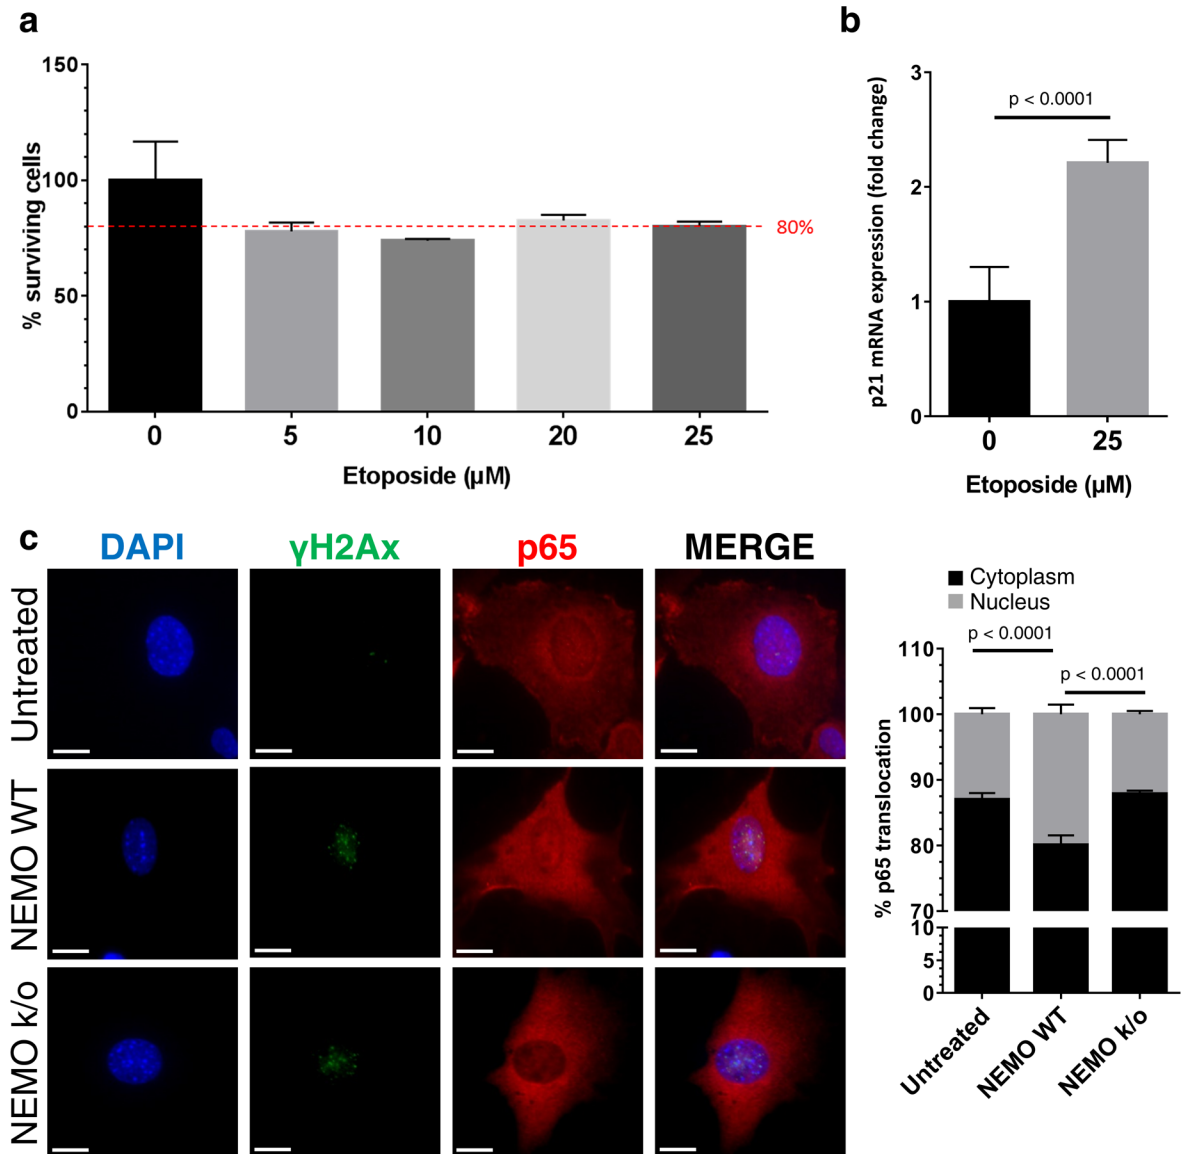 a
150
100
50
0
% surviving cells
80%
0 5 10 20 25
Etoposide (µM)
b
3
2
1
0
p21 mRNA expression (fold change)
p < 0.0001
0 25
Etoposide (µM)
c
DAPI γH2Ax p65 MERGE
Untreated
NEMO WT
NEMO k/o
Cytoplasm
Nucleus
p < 0.0001
p < 0.0001
110
100
90
80
70
10
5
0
% p65 translocation
Untreated
NEMO WT
NEMO k/o